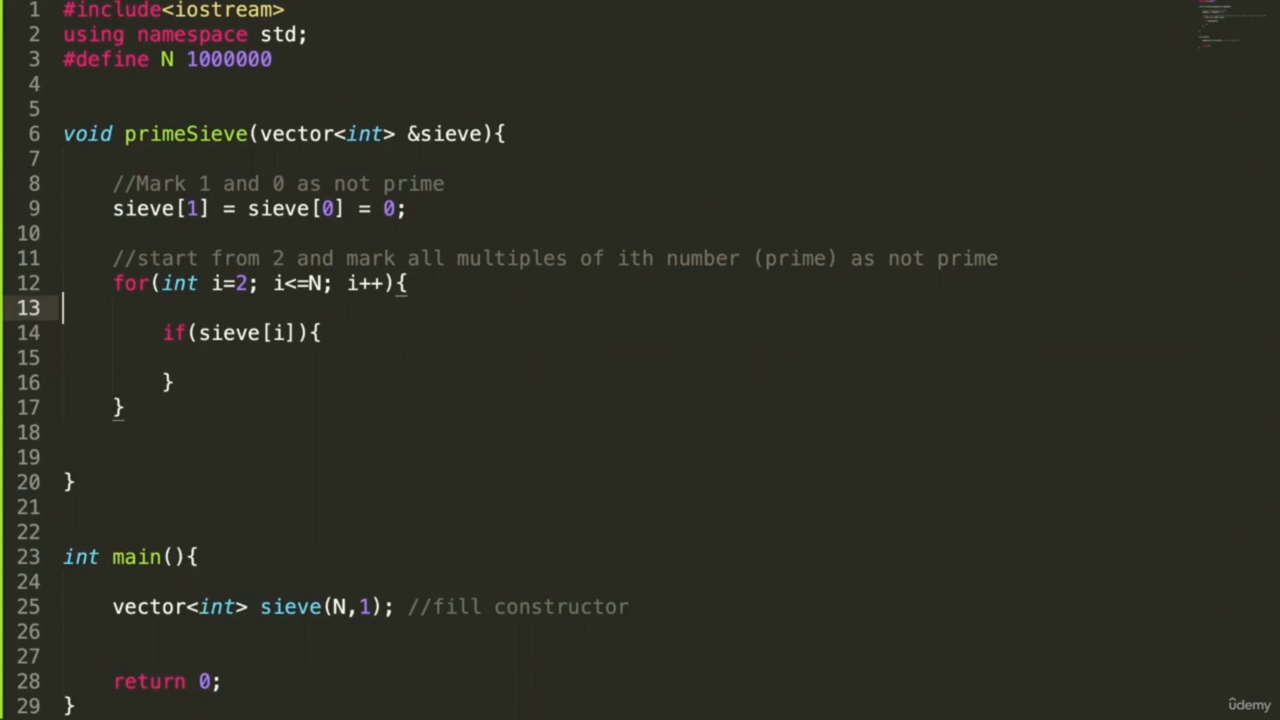 1 #include<iostream>
2 using namespace std;
3 #define N 1000000
4
5
6 void primeSieve(vector<int> &sieve){
7
8 //Mark 1 and 0 as not prime
9 sieve[1] = sieve[0] = 0;
10
11 //start from 2 and mark all multiples of ith number (prime) as not prime
12 for(int i=2; i<=N; i++){
13
14 if(sieve[i]){
15
16 }
17 }
18
19
20 }
21
22
23 int main(){
24
25 vector<int> sieve(N,1); //fill constructor
26
27
28 return 0;
29 }
ûdemy